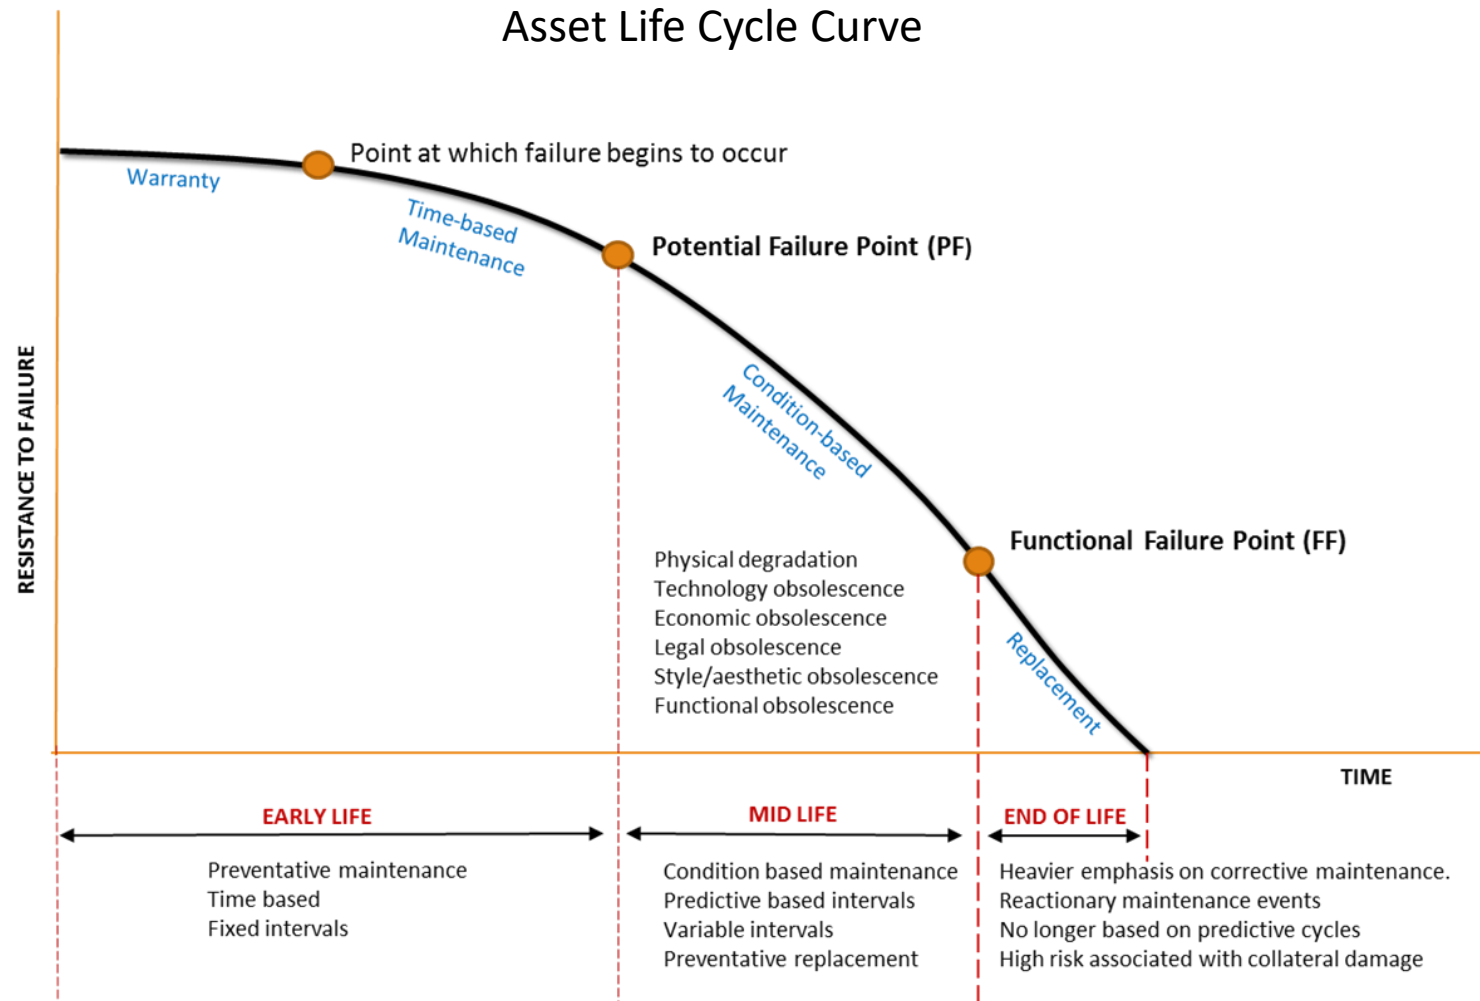 Asset Life Cycle Curve
Point at which failure begins to occur
Warranty
Time-based
Maintenance
Potential Failure Point (PF)
Condition-based
Maintenance
RESISTANCE TO FAILURE
Functional Failure Point (FF)
Physical degradation
Technology obsolescence
Economic obsolescence
Legal obsolescence
Style/aesthetic obsolescence
Functional obsolescence
Replacement
TIME
EARLY LIFE
Preventative maintenance
Time based
Fixed intervals
MID LIFE
Condition based maintenance
Predictive based intervals
Variable intervals
Preventative replacement
END OF LIFE
Heavier emphasis on corrective maintenance.
Reactionary maintenance events
No longer based on predictive cycles
High risk associated with collateral damage